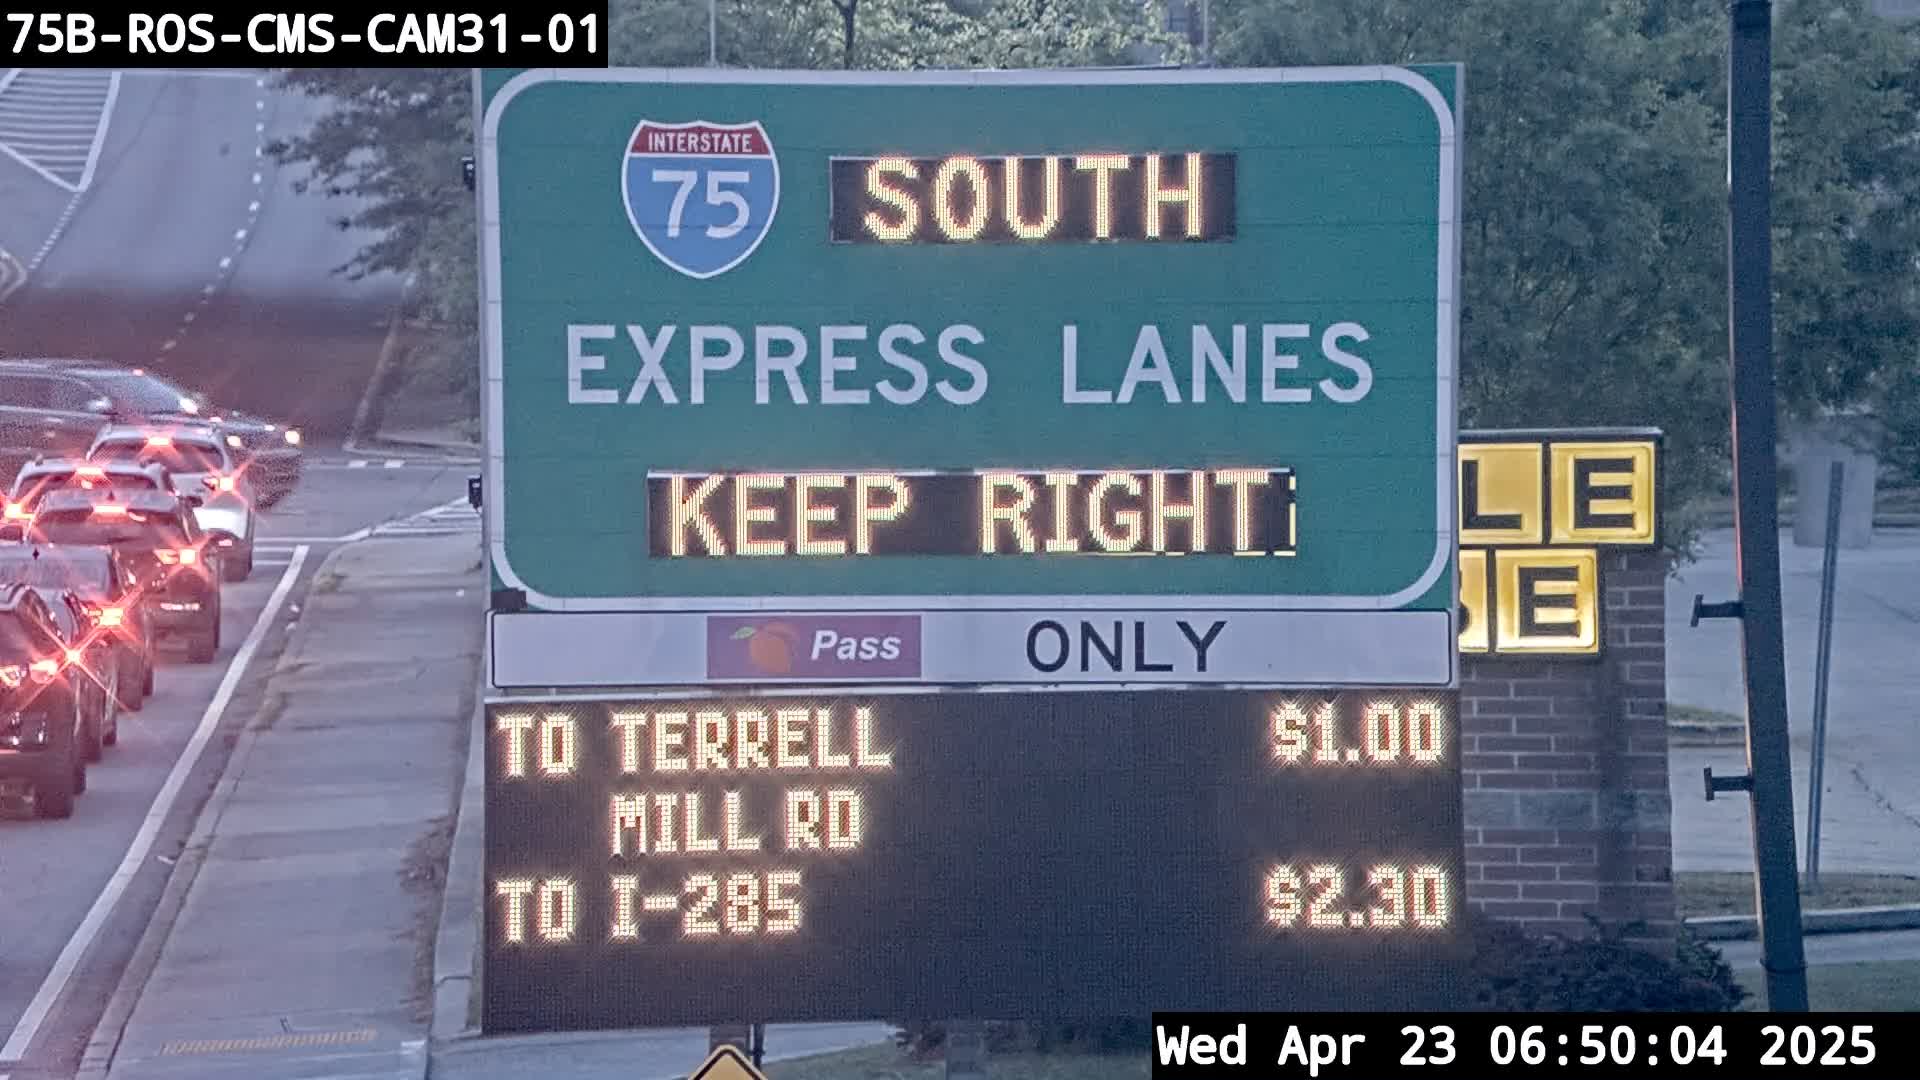 75B-ROS-CMS-CAM31-01
INTERSTATE
75
SOUTH
EXPRESS LANES
KEEP RIGHT
LE
E
Pass ONLY
TO TERRELL $1.00
MILL RD
TO I-285 $2.30
Wed Apr 23 06:50:04 2025